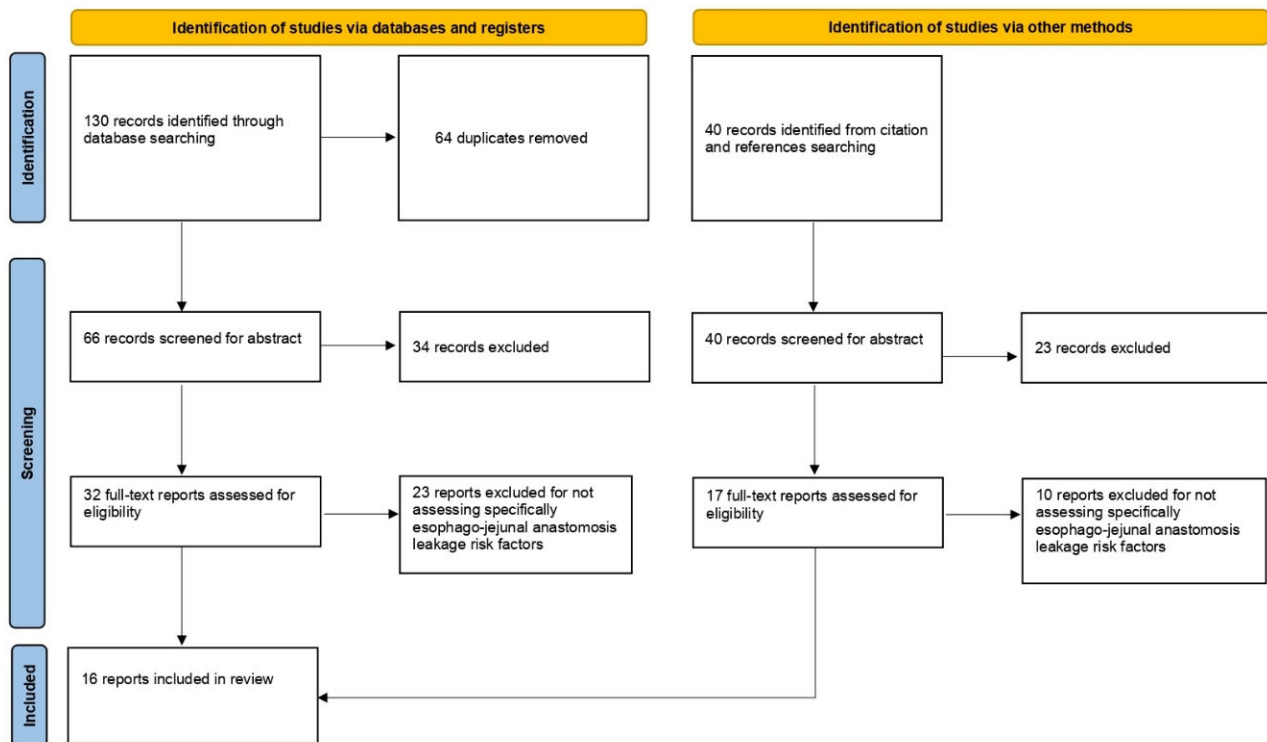 Identification of studies via databases and registers
Identification of studies via other methods
Identification
130 records identified through
database searching
64 duplicates removed
40 records identified from citation
and references searching
Screening
66 records screened for abstract
34 records excluded
40 records screened for abstract
23 records excluded
32 full-text reports assessed for
eligibility
23 reports excluded for not
assessing specifically
esophago-jejunal anastomosis
leakage risk factors
17 full-text reports assessed for
eligibility
10 reports excluded for not
assessing specifically
esophago-jejunal anastomosis
leakage risk factors
Included
16 reports included in review